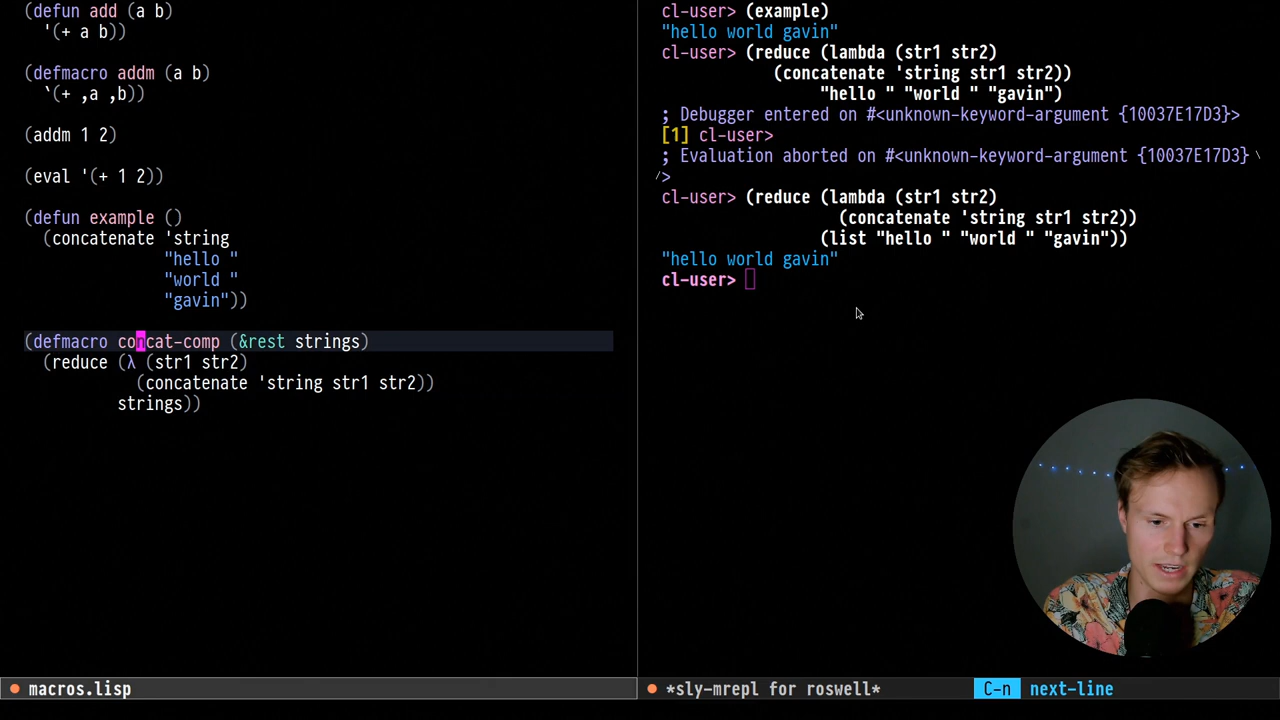 (defun add (a b)
'(+ a b))
(defmacro addm (a b)
`(+ ,a ,b))
(addm 1 2)
(eval '(+ 1 2))
(defun example ()
(concatenate 'string
"hello "
"world "
"gavin"))
(defmacro concat-comp (&rest strings)
(reduce (λ (str1 str2)
(concatenate 'string str1 str2))
strings))
macros.lisp
cl-user> (example)
"hello world gavin"
cl-user> (reduce (lambda (str1 str2)
(concatenate 'string str1 str2))
"hello " "world " "gavin")
; Debugger entered on #<unknown-keyword-argument {10037E17D3}>
[1] cl-user>
; Evaluation aborted on #<unknown-keyword-argument {10037E17D3} \
/>
cl-user> (reduce (lambda (str1 str2)
(concatenate 'string str1 str2))
(list "hello " "world " "gavin"))
"hello world gavin"
cl-user>
*sly-mrepl for roswell* C-n next-line